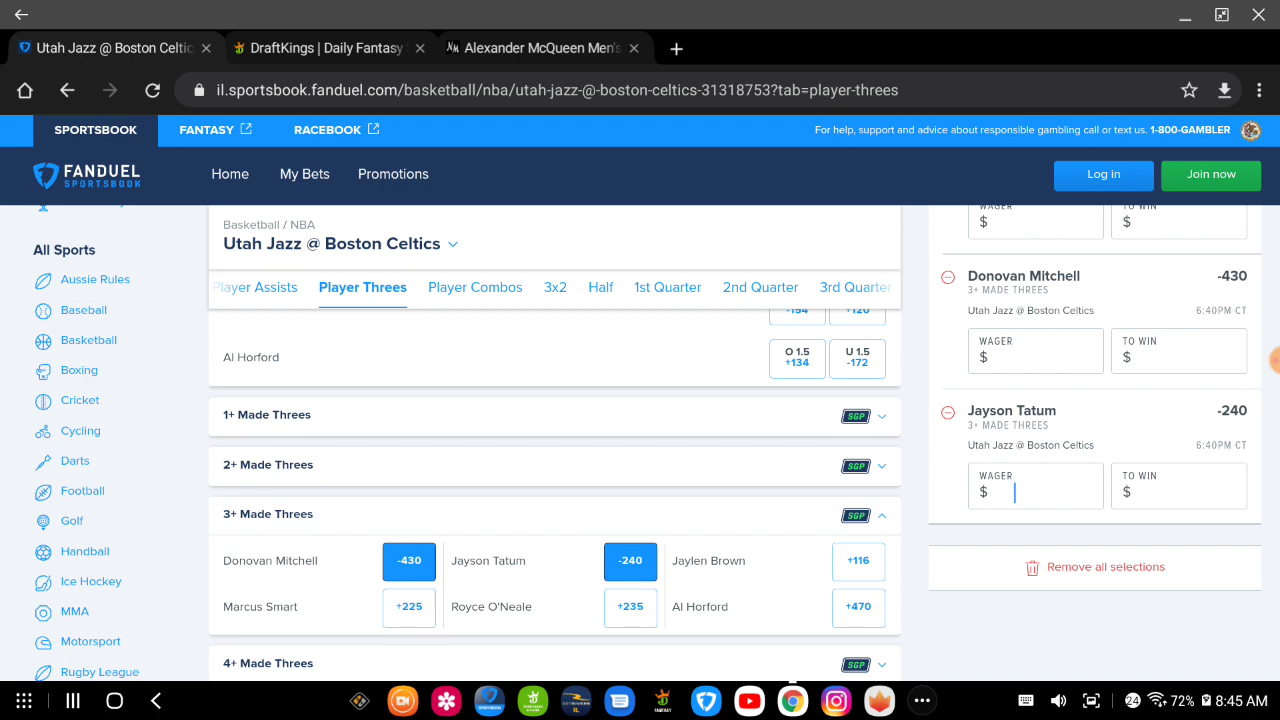 Utah Jazz @ Boston Celtic
DraftKings | Daily Fantasy
Alexander McQueen Men's
il.sportsbook.fanduel.com/basketball/nba/utah-jazz-@-boston-celtics-31318753?tab=player-threes
SPORTSBOOK
FANTASY
RACEBOOK
For help, support and advice about responsible gambling call or text us. 1-800-GAMBLER
FANDUEL
SPORTSBOOK
Home
My Bets
Promotions
Log in
Join now
All Sports
Aussie Rules
Baseball
Basketball
Boxing
Cricket
Cycling
Darts
Football
Golf
Handball
Ice Hockey
MMA
Motorsport
Rugby League
Basketball / NBA
Utah Jazz @ Boston Celtics
Player Assists Player Threes Player Combos 3x2 Half 1st Quarter 2nd Quarter 3rd Quarter
-154 +120
Al Horford
O 1.5 U 1.5
+134 -172
1+ Made Threes SGP
2+ Made Threes SGP
3+ Made Threes SGP
Donovan Mitchell -430 Jayson Tatum -240 Jaylen Brown +116
Marcus Smart +225 Royce O'Neale +235 Al Horford +470
4+ Made Threes SGP
WAGER TO WIN
$ $
Donovan Mitchell -430
3+ MADE THREES
Utah Jazz @ Boston Celtics 6:40PM CT
WAGER TO WIN
$ $
Jayson Tatum -240
3+ MADE THREES
Utah Jazz @ Boston Celtics 6:40PM CT
WAGER TO WIN
$ $
Remove all selections
24 72% 8:45 AM